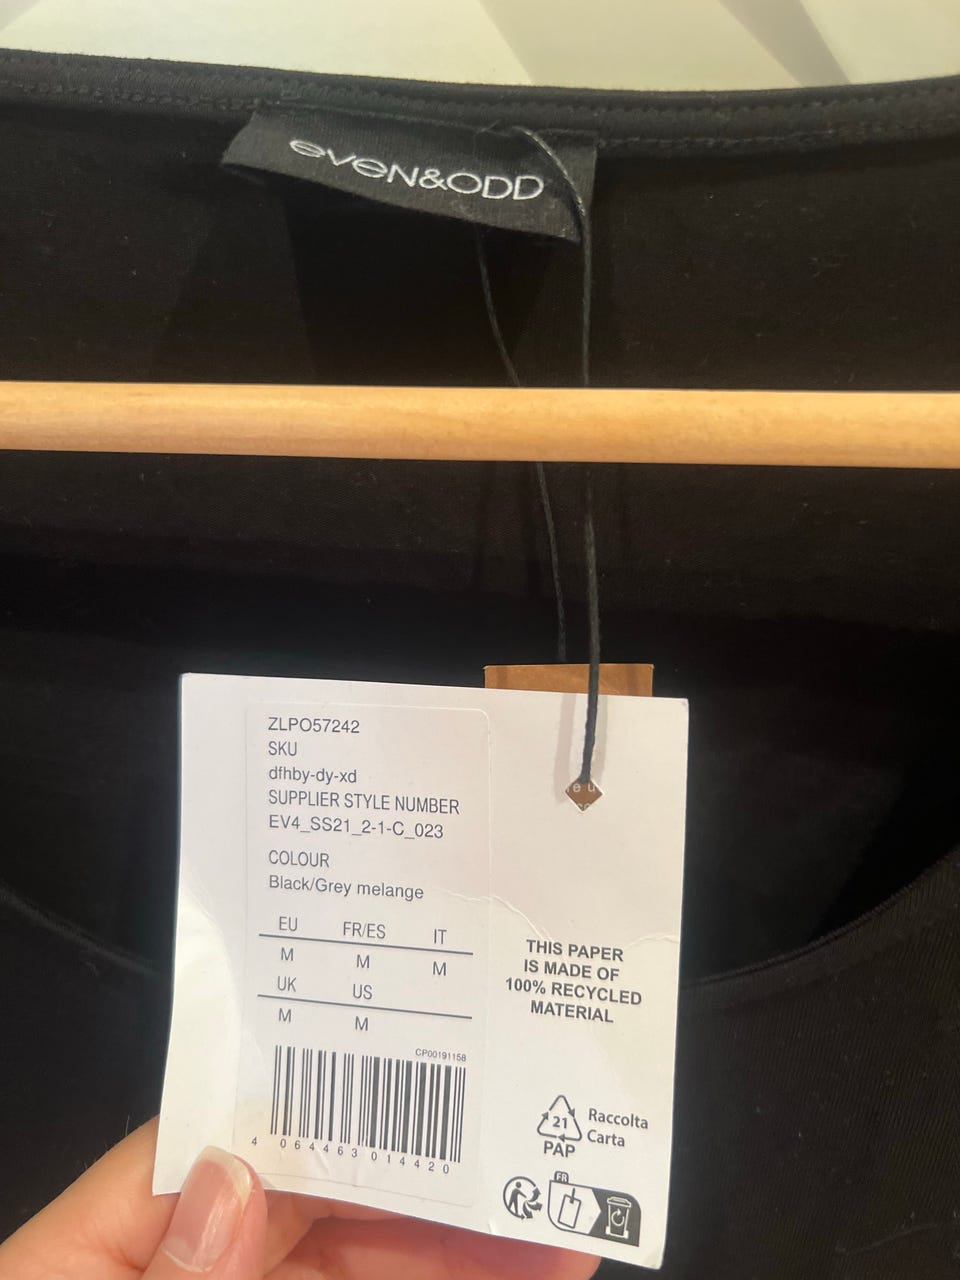 even&ODD
ZLPO57242
SKU
dfhby-dy-xd
SUPPLIER STYLE NUMBER
EV4_SS21_2-1-C_023
COLOUR
Black/Grey melange
EU FR/ES IT
M M M
UK US
M M
CP00191158
4 064463 014420
THIS PAPER
IS MADE OF
100% RECYCLED
MATERIAL
21
PAP
Raccolta
Carta
FR